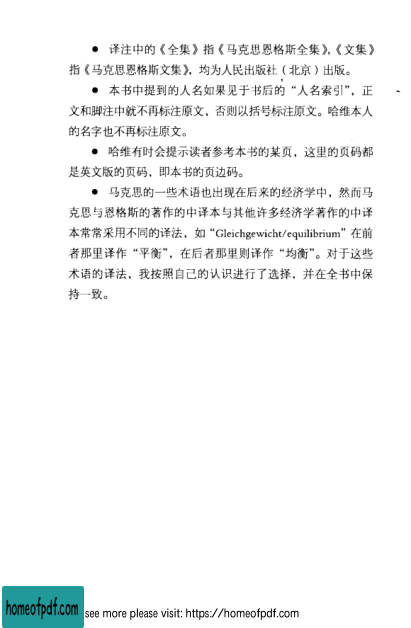 ● 译注中的《全集》指《马克思恩格斯全集》，《文集》
指《马克思恩格斯文集》，均为人民出版社（北京）出版。
● 本书中提到的人名如果见于书后的“人名索引”，正
文和脚注中就不再标注原文，否则以括号标注原文。哈维本人
的名字也不再标注原文。
● 哈维有时会提示读者参考本书的某页，这里的页码都
是英文版的页码，即本书的页边码。
● 马克思的一些术语也出现在后来的经济学中，然而马
克思与恩格斯的著作的中译本与其他许多经济学著作的中译
本常常采用不同的译法，如“Gleichgewicht/equilibrium”在前
者那里译作“平衡”，在后者那里则译作“均衡”。对于这些
术语的译法，我按照自己的认识进行了选择，并在全书中保
持一致。
homeofpdf.com
see more please visit: https://homeofpdf.com